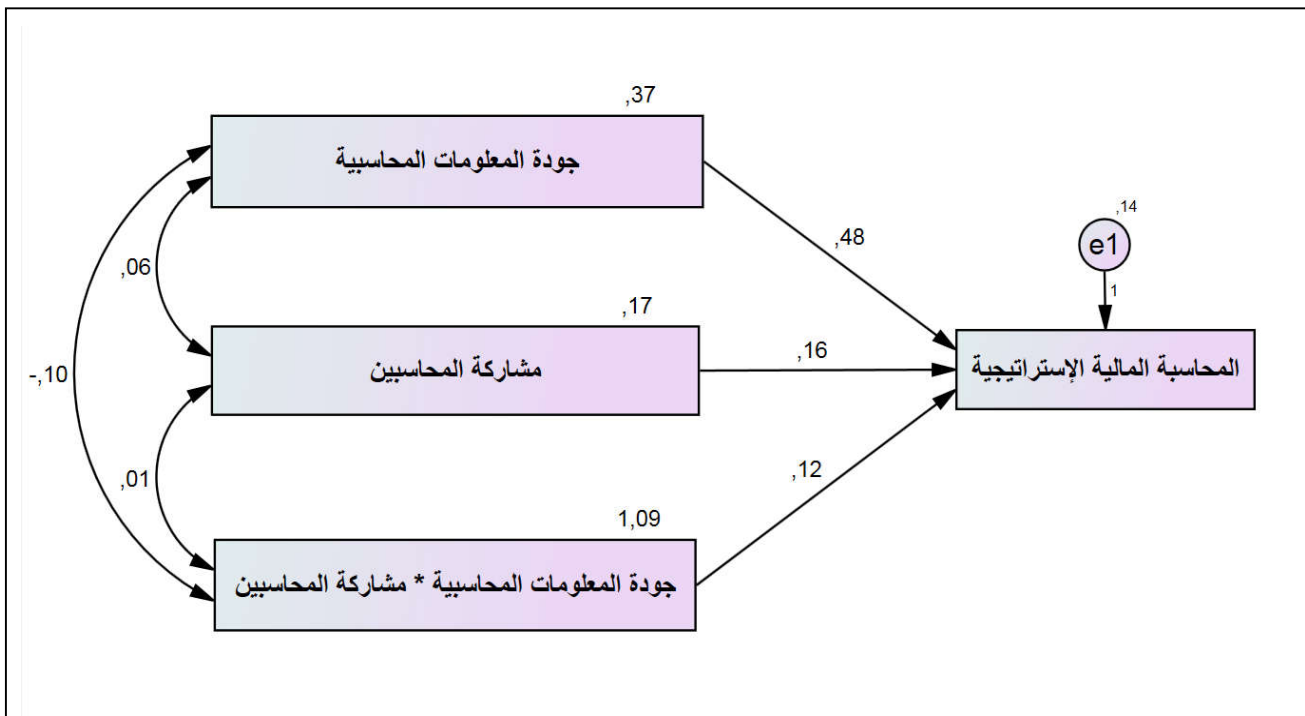 ,37
جودة المعلومات المحاسبية
,48
,14
e1
1
,06
,17
مشاركة المحاسبين
,16
المحاسبة المالية الإستراتيجية
-,10
,01
,12
1,09
جودة المعلومات المحاسبية * مشاركة المحاسبين